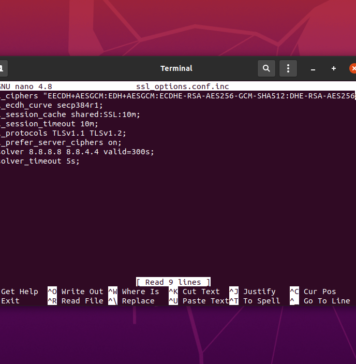 Terminal
GNU nano 4.8 ssl_options.conf.inc
_ciphers "EECDH+AESGCM:EDH+AESGCM:ECDHE-RSA-AES256-GCM-SHA512:DHE-RSA-AES256
_ecdh_curve secp384r1;
_session_cache shared:SSL:10m;
_session_timeout 10m;
_protocols TLSv1.1 TLSv1.2;
_prefer_server_ciphers on;
solver 8.8.8.8 8.8.4.4 valid=300s;
solver_timeout 5s;
[ Read 9 lines ]
Get Help ^O Write Out ^W Where Is ^K Cut Text ^J Justify ^C Cur Pos
Exit ^R Read File ^\ Replace ^U Paste Text ^T To Spell ^_ Go To Line